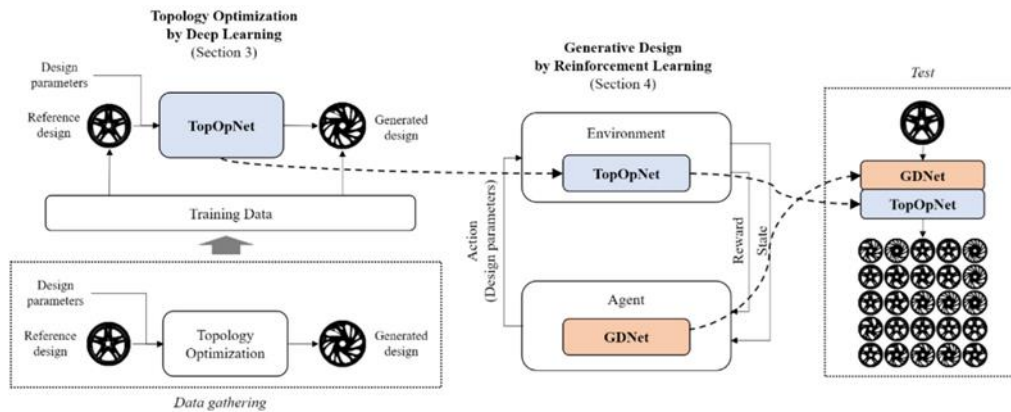 Topology Optimization
by Deep Learning
(Section 3)
Design
parameters
Reference
design
TopOpNet
Generated
design
Training Data
Design
parameters
Reference
design
Topology
Optimization
Generated
design
Data gathering
Generative Design
by Reinforcement Learning
(Section 4)
Environment
TopOpNet
Action
(Design parameters)
Reward
State
Agent
GDNet
Test
GDNet
TopOpNet